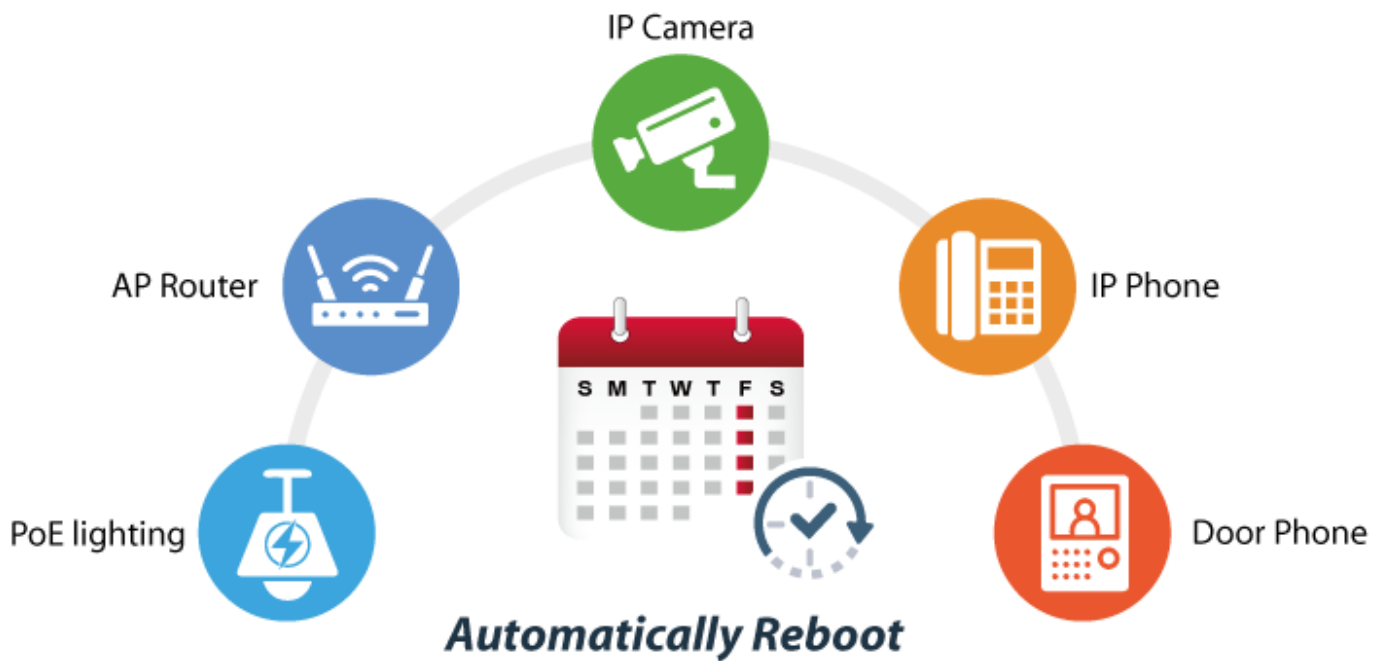 IP Camera
AP Router
IP Phone
S M T W T F S
PoE lighting
Door Phone
Automatically Reboot